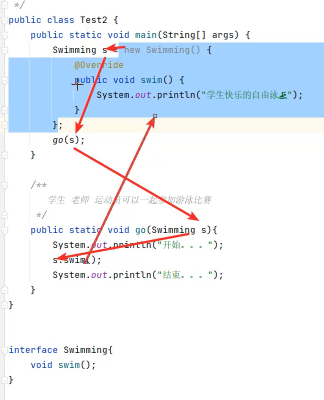 */
public class Test2 {
public static void main(String[] args) {
Swimming s = new Swimming() {
@Override
public void swim() {
System.out.println("学生快乐的自由泳");
}
};
go(s);
}
/**
学生 老师 运动员可以一起参加游泳比赛
*/
public static void go(Swimming s){
System.out.println("开始。。。");
s.swim();
System.out.println("结束。。。");
}
}
interface Swimming{
void swim();
}